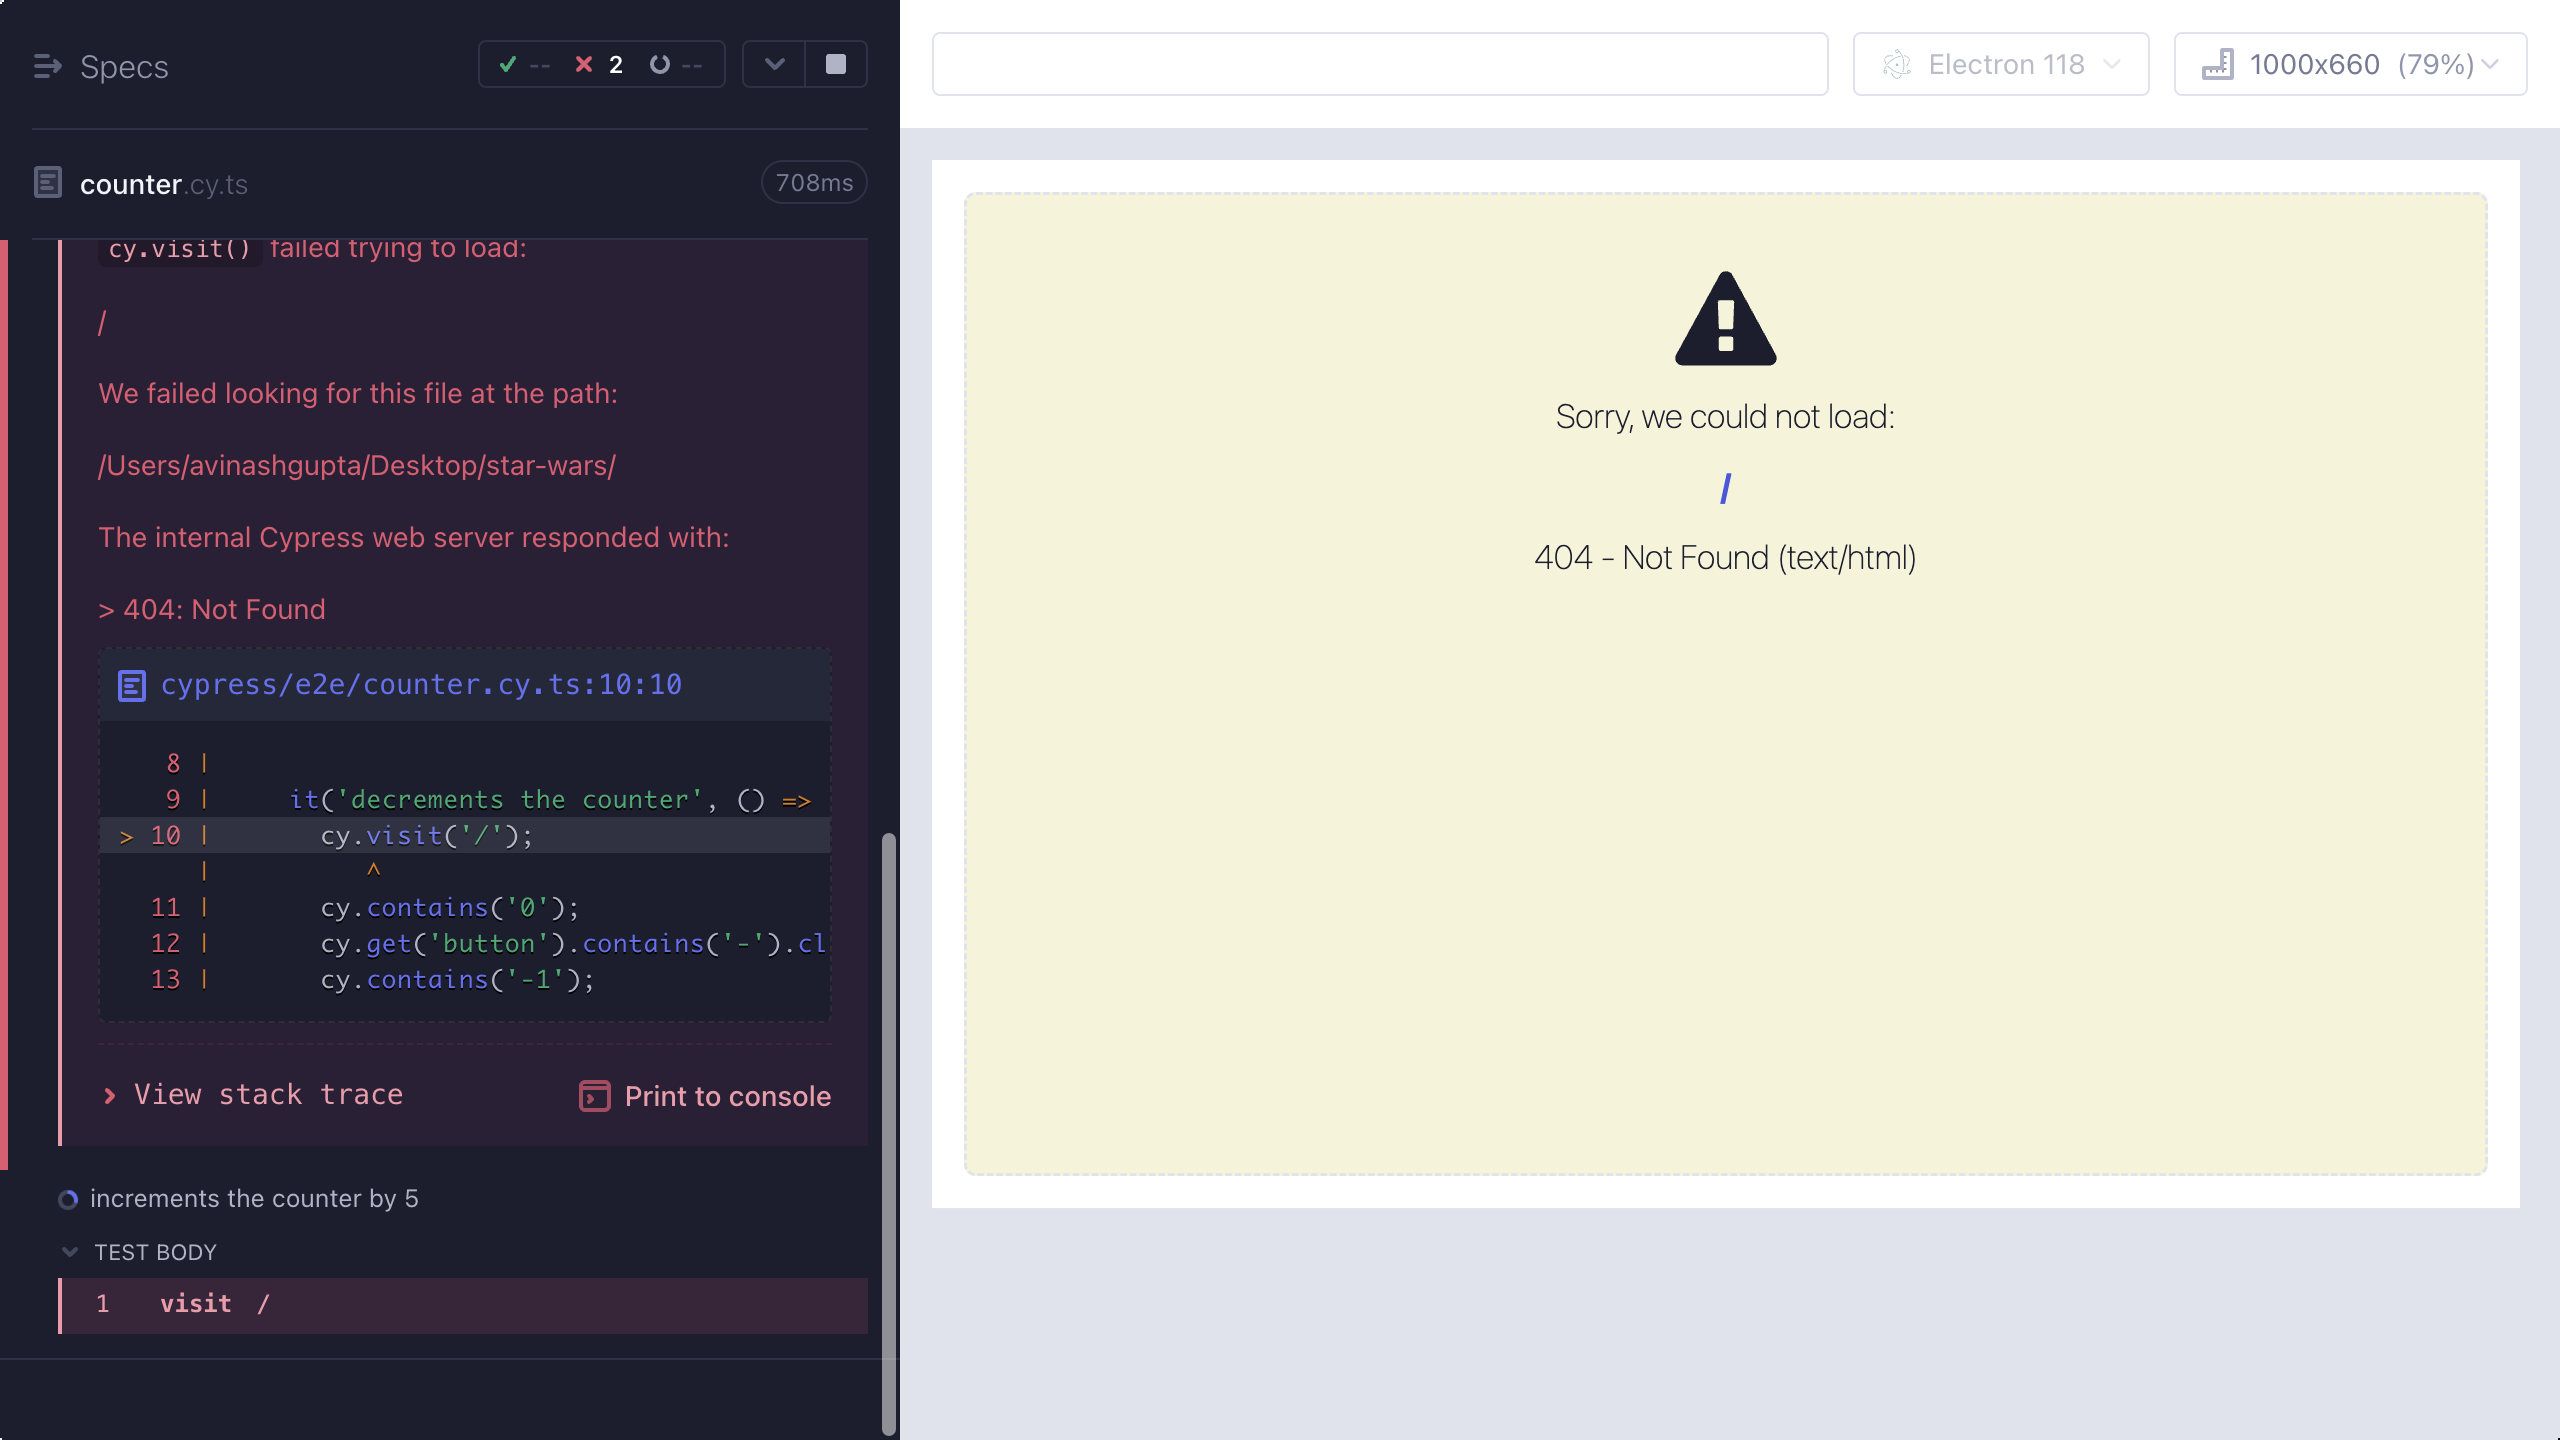 Specs
-- 2 --
counter.cy.ts
708ms
cy.visit() failed trying to load:
/
We failed looking for this file at the path:
/Users/avinashgupta/Desktop/star-wars/
The internal Cypress web server responded with:
> 404: Not Found
cypress/e2e/counter.cy.ts:10:10
8 |
9 | it('decrements the counter', () =>
> 10 | cy.visit('/');
| ^
11 | cy.contains('0');
12 | cy.get('button').contains('-').cl
13 | cy.contains('-1');
View stack trace
Print to console
increments the counter by 5
TEST BODY
1 visit /
Electron 118
1000x660 (79%)
Sorry, we could not load:
/
404 - Not Found (text/html)